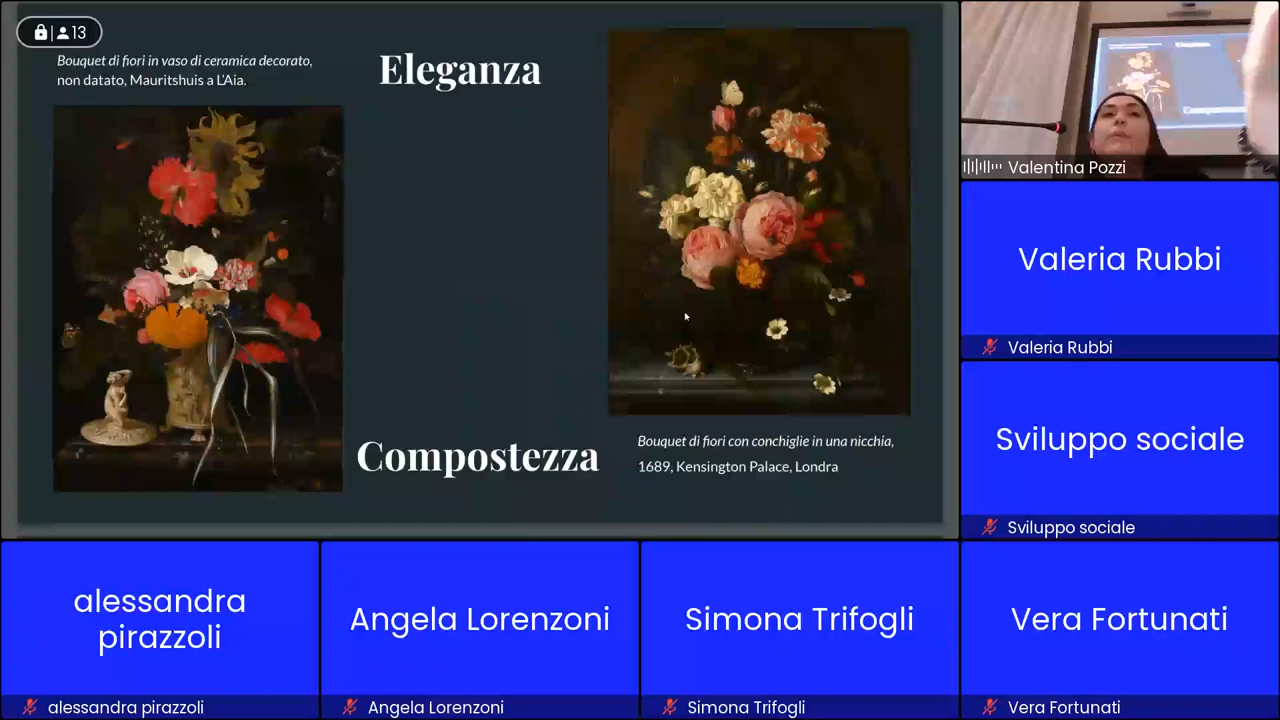 13
Bouquet di fiori in vaso di ceramica decorato,
non datato, Mauritshuis a L'Aia.
Eleganza
Compostezza
Bouquet di fiori con conchiglie in una nicchia,
1689, Kensington Palace, Londra
Valentina Pozzi
Valeria Rubbi
Valeria Rubbi
Sviluppo sociale
Sviluppo sociale
alessandra
pirazzoli
alessandra pirazzoli
Angela Lorenzoni
Angela Lorenzoni
Simona Trifogli
Simona Trifogli
Vera Fortunati
Vera Fortunati